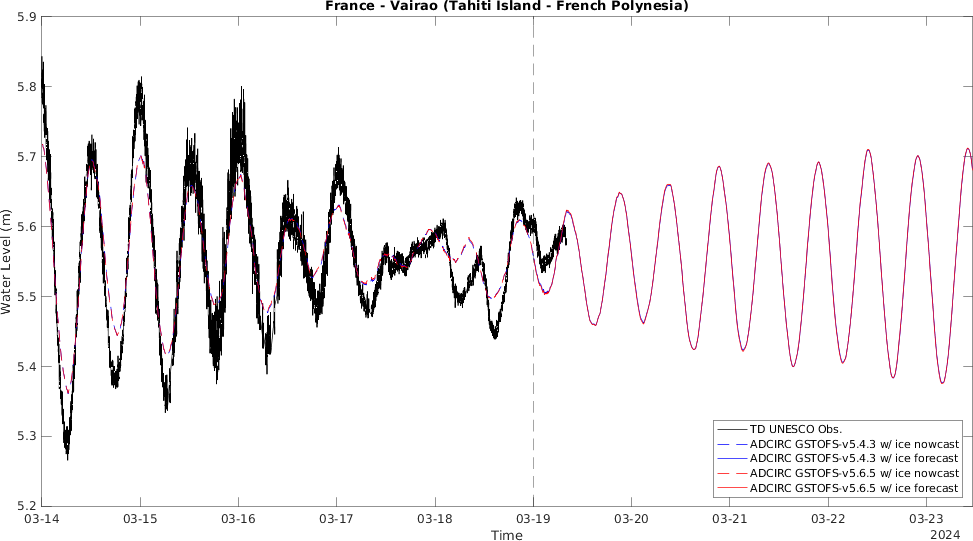 France - Vairao (Tahiti Island - French Polynesia)
5.9
5.8
5.7
5.6
5.5
5.4
5.3
5.2
Water Level (m)
TD UNESCO Obs.
ADCIRC GSTOFS-v5.4.3 w/ ice nowcast
ADCIRC GSTOFS-v5.4.3 w/ ice forecast
ADCIRC GSTOFS-v5.6.5 w/ ice nowcast
ADCIRC GSTOFS-v5.6.5 w/ ice forecast
03-14 03-15 03-16 03-17 03-18 03-19 03-20 03-21 03-22 03-23
Time
2024